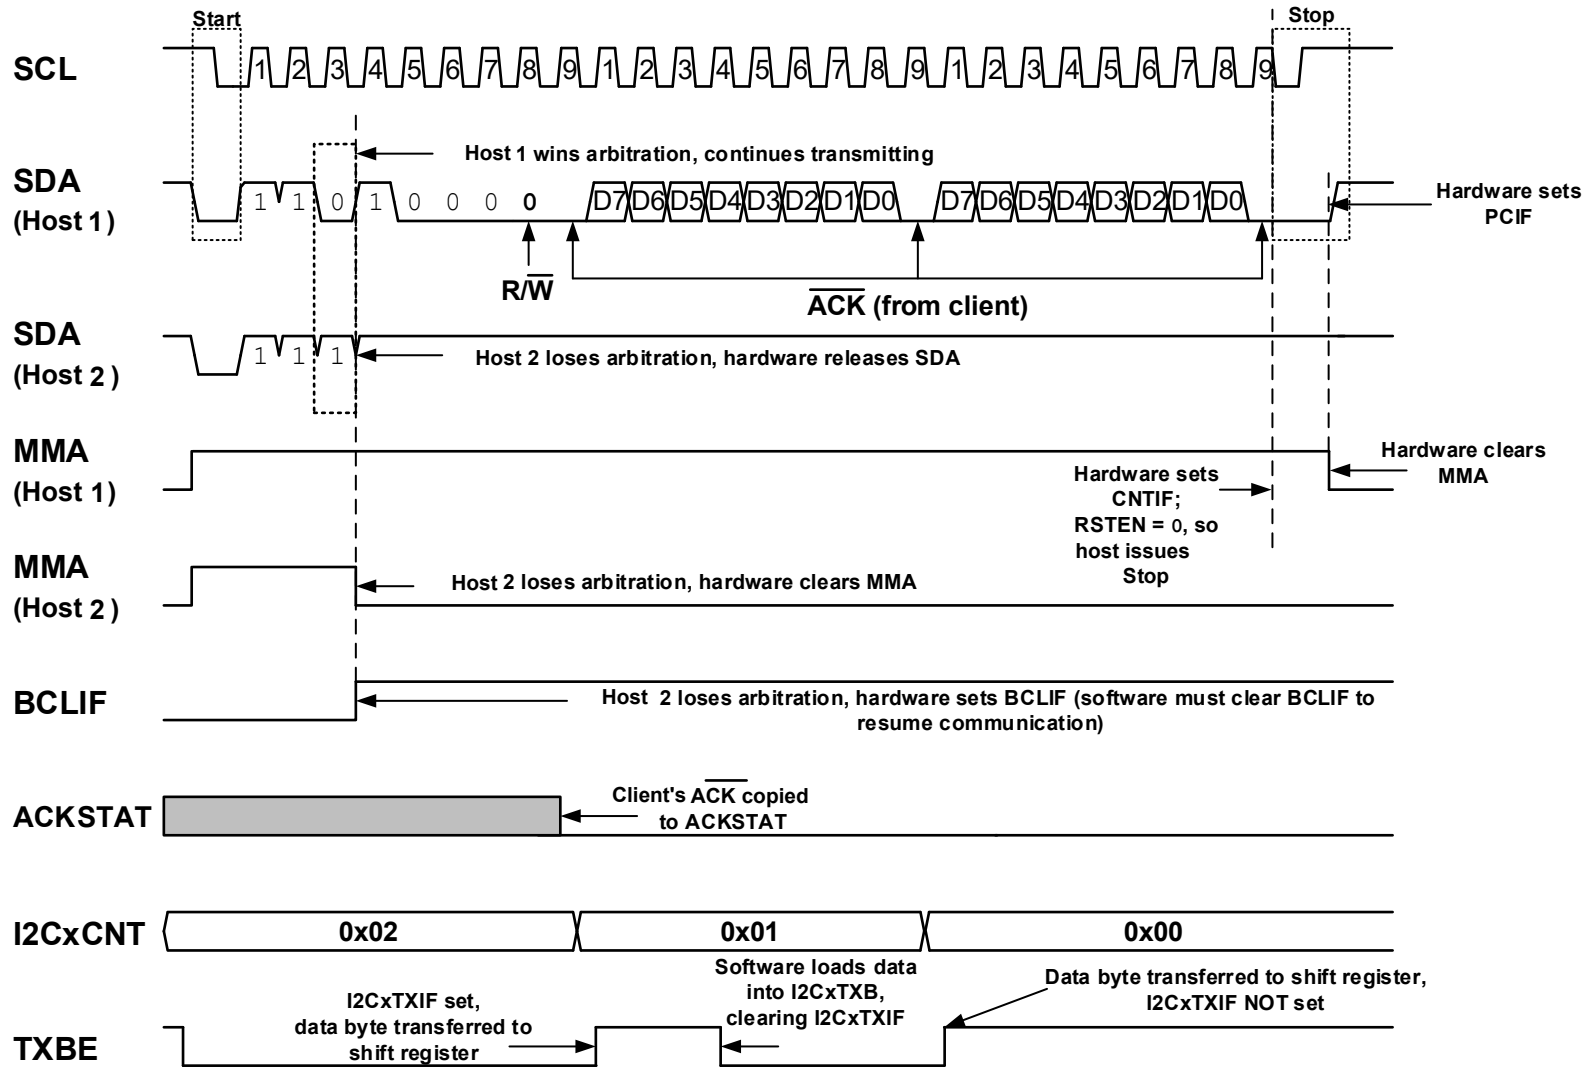 Start
Stop
SCL
1 2 3 4 5 6 7 8 9 1 2 3 4 5 6 7 8 9 1 2 3 4 5 6 7 8 9
Host 1 wins arbitration, continues transmitting
SDA
(Host 1)
1 1 0 1 0 0 0 0
D7 D6 D5 D4 D3 D2 D1 D0
D7 D6 D5 D4 D3 D2 D1 D0
Hardware sets
PCIF
R/W
ACK (from client)
SDA
(Host 2 )
1 1 1
Host 2 loses arbitration, hardware releases SDA
MMA
(Host 1)
Hardware clears
MMA
Hardware sets
CNTIF;
RSTEN = 0, so
host issues
Stop
MMA
(Host 2 )
Host 2 loses arbitration, hardware clears MMA
BCLIF
Host 2 loses arbitration, hardware sets BCLIF (software must clear BCLIF to
resume communication)
ACKSTAT
Client's ACK copied
to ACKSTAT
I2CxCNT
0x02
0x01
0x00
TXBE
I2CxTXIF set,
data byte transferred to
shift register
Software loads data
into I2CxTXB,
clearing I2CxTXIF
Data byte transferred to shift register,
I2CxTXIF NOT set